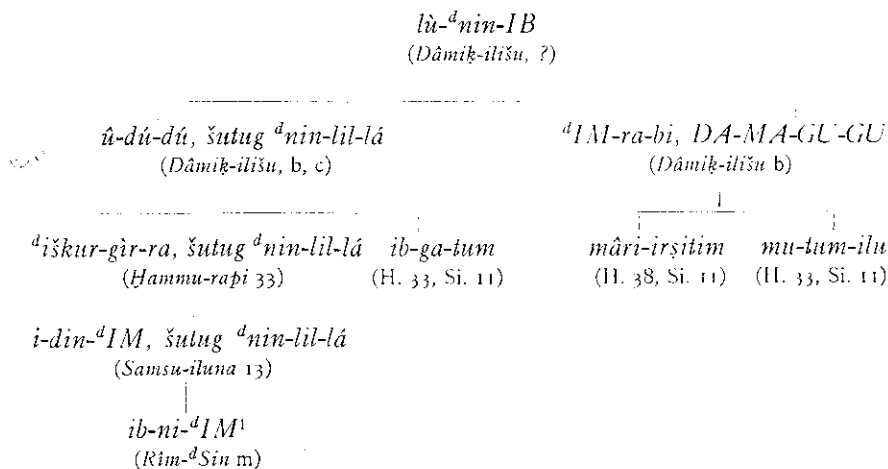 lù-ᵈnin-IB
(Dâmiḳ-ilišu, ?)
û-dú-dú, šutug ᵈnin-lil-lá ᵈIM-ra-bi, DA-MA-GU-GU
(Dâmiḳ-ilišu, b, c) (Dâmiḳ-ilišu b)
ᵈiškur-gìr-ra, šutug ᵈnin-lil-lá ib-ga-tum mâri-irṣitim mu-tum-ilu
(Ḫammu-rapi 33) (H. 33, Si. 11) (H. 38, Si. 11) (H. 33, Si. 11)
i-din-ᵈIM, šutug ᵈnin-lil-lá
(Samsu-iluna 13)
ib-ni-ᵈIM¹
(Rîm-ᵈSin m)